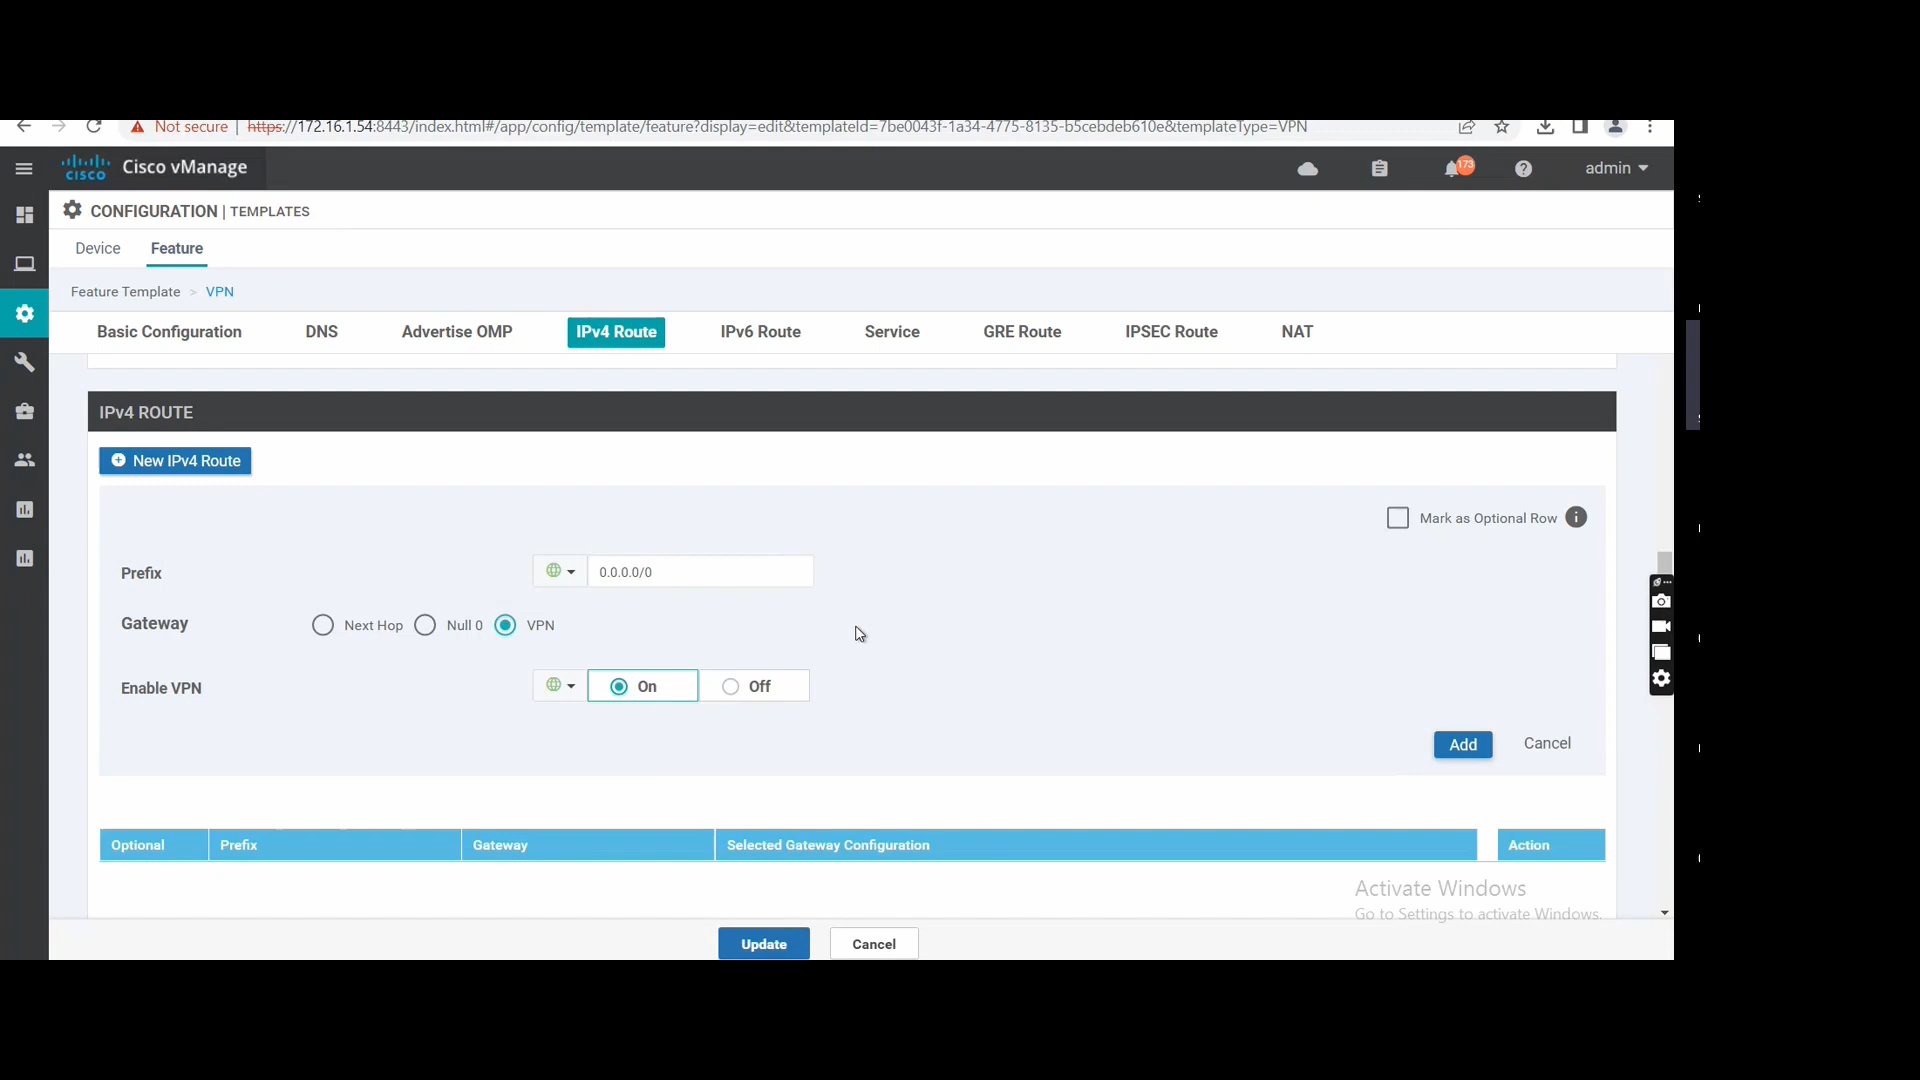 Not secure | https://172.16.1.54:8443/index.html#/app/config/template/feature?display=edit&templateId=7be0043f-1a34-4775-8135-b5cebdeb610e&templateType=VPN
cisco Cisco vManage 173 admin
CONFIGURATION | TEMPLATES
Device Feature
Feature Template > VPN
Basic Configuration DNS Advertise OMP IPv4 Route IPv6 Route Service GRE Route IPSEC Route NAT
IPv4 ROUTE
New IPv4 Route
Mark as Optional Row
Prefix 0.0.0.0/0
Gateway Next Hop Null 0 VPN
Enable VPN On Off
Add Cancel
Optional Prefix Gateway Selected Gateway Configuration Action
Activate Windows
Go to Settings to activate Windows.
Update Cancel